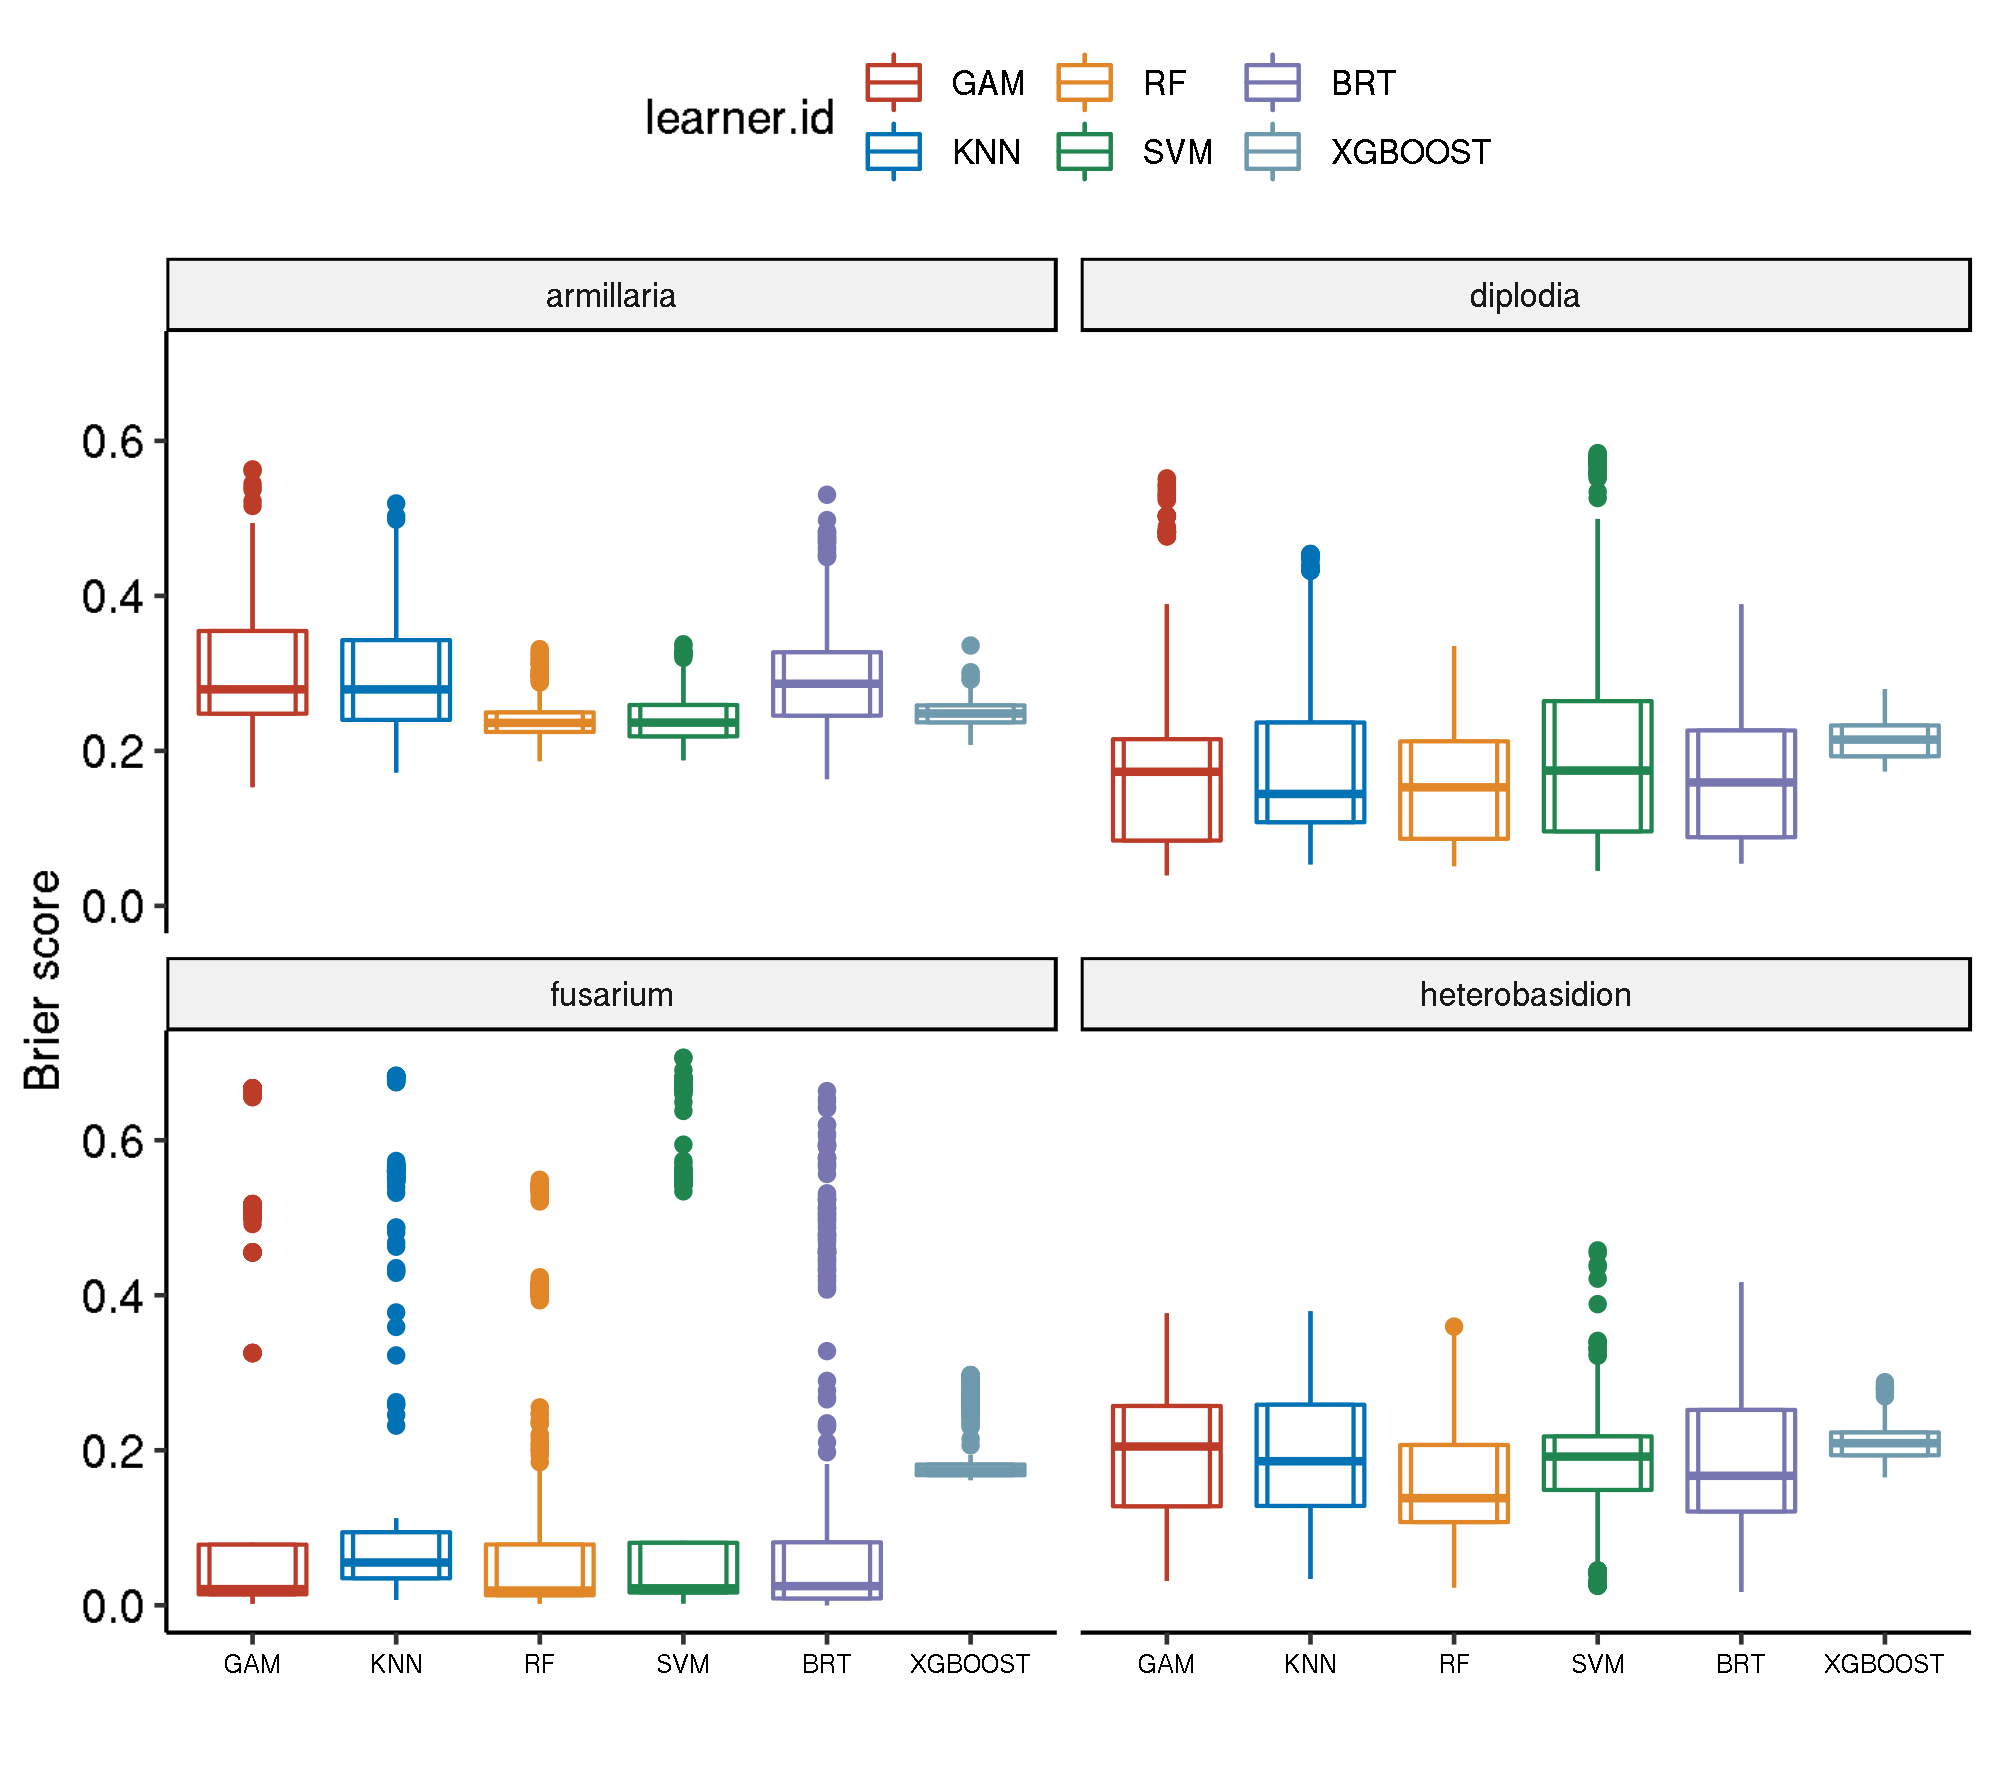 learner.id
GAM RF BRT
KNN SVM XGBOOST
armillaria diplodia
0.6
0.4
0.2
0.0
Brier score
fusarium heterobasidion
0.6
0.4
0.2
0.0
GAM KNN RF SVM BRT XGBOOST GAM KNN RF SVM BRT XGBOOST